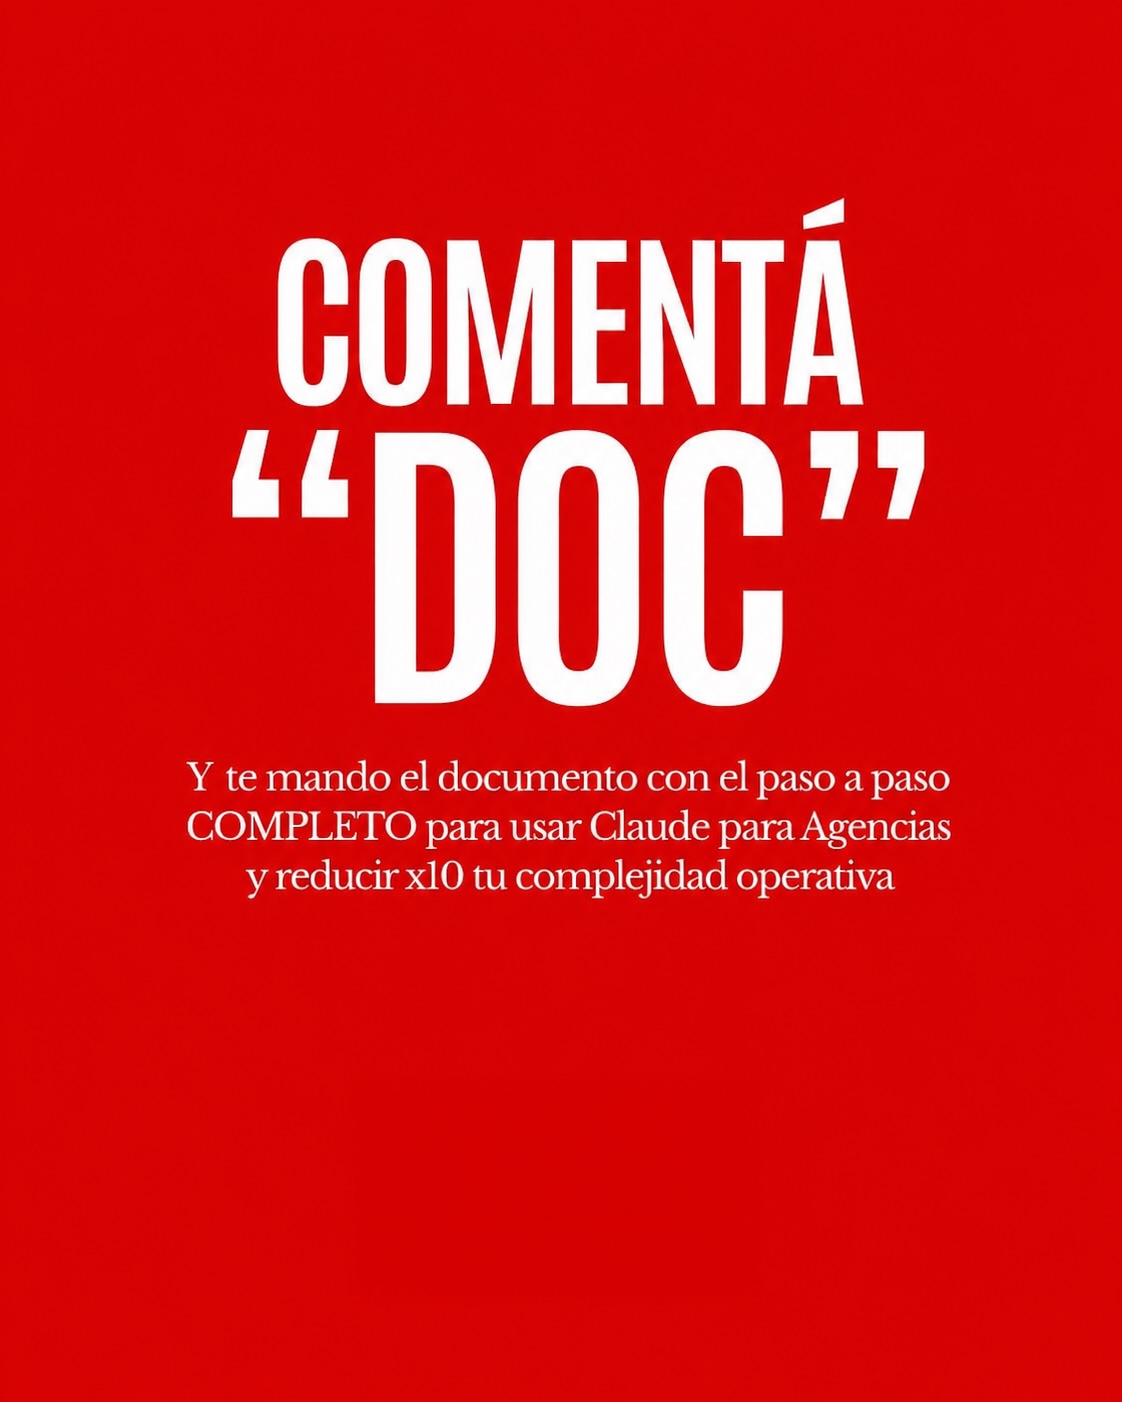 COMENTÁ
“DOC”
Y te mando el documento con el paso a paso
COMPLETO para usar Claude para Agencias
y reducir x10 tu complejidad operativa